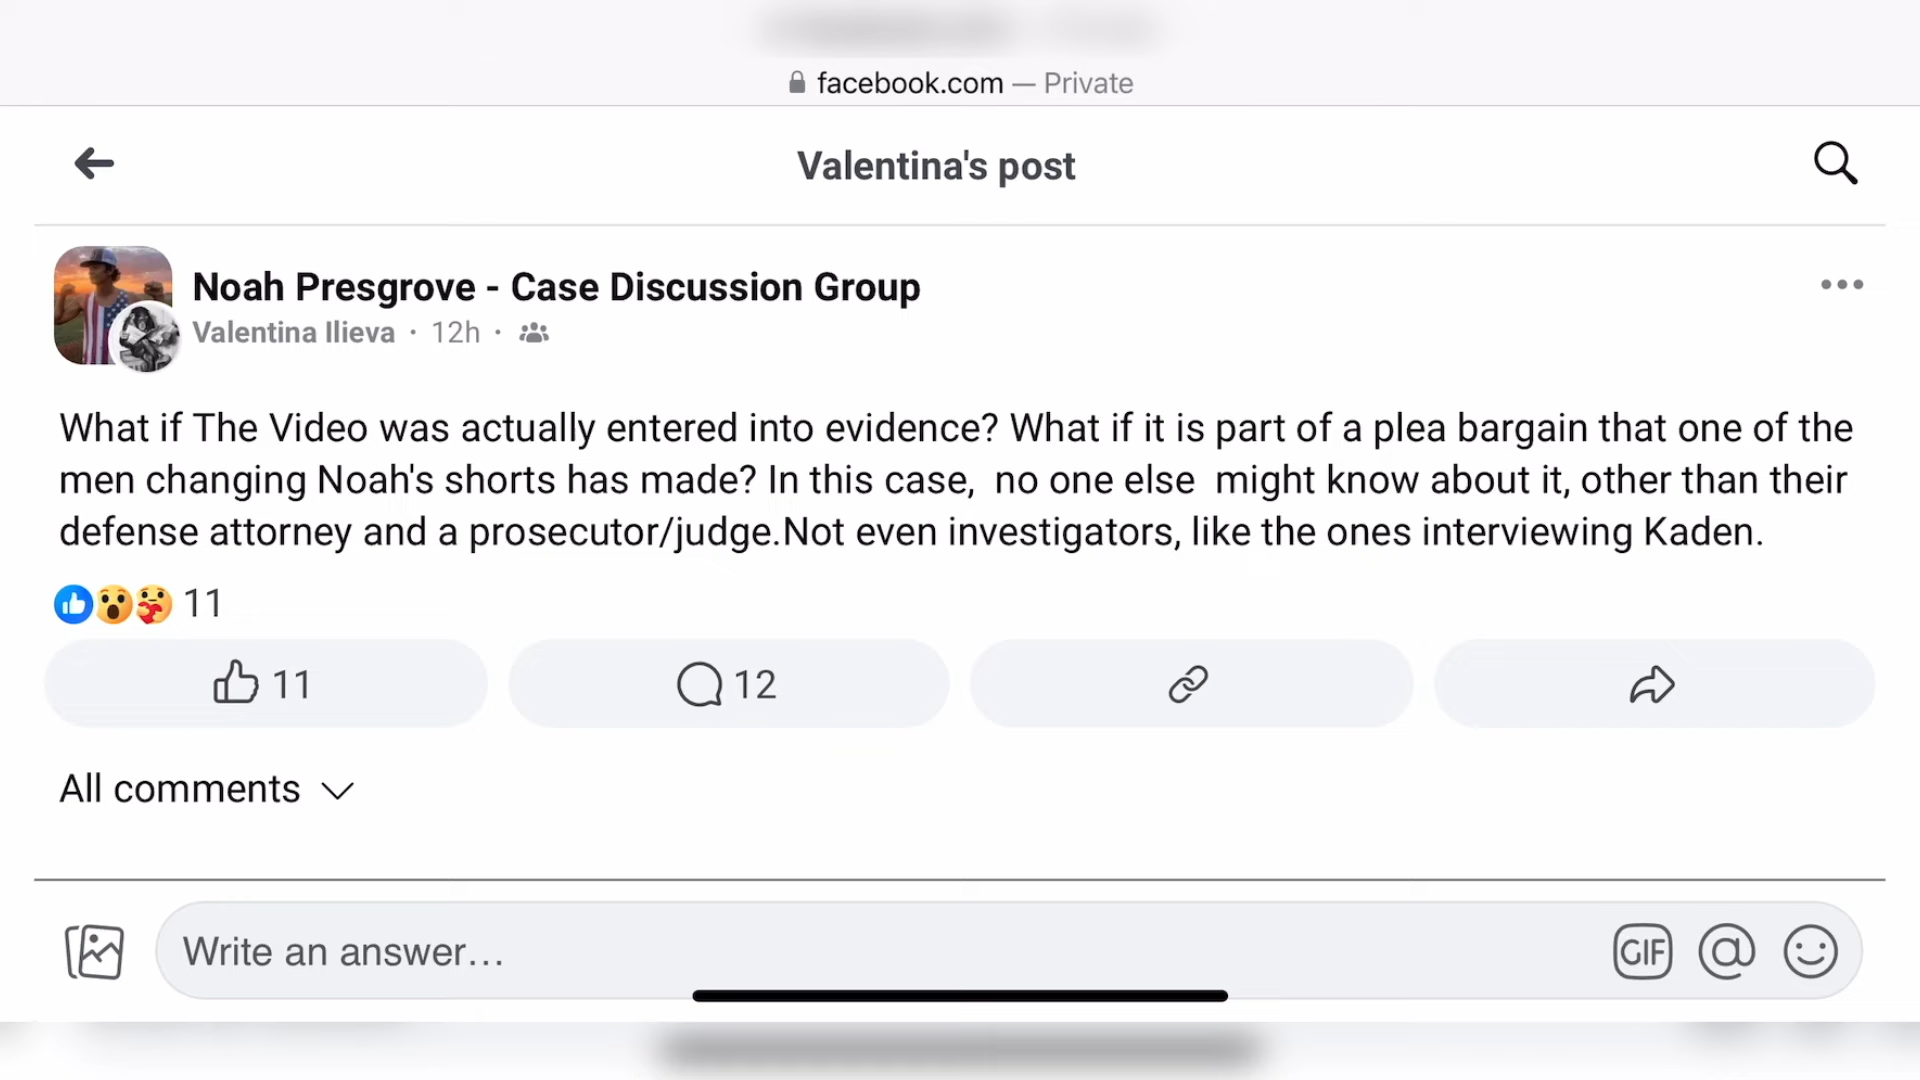 facebook.com — Private
Valentina's post
Noah Presgrove - Case Discussion Group
Valentina Ilieva · 12h ·
What if The Video was actually entered into evidence? What if it is part of a plea bargain that one of the
men changing Noah's shorts has made? In this case,  no one else  might know about it, other than their
defense attorney and a prosecutor/judge.Not even investigators, like the ones interviewing Kaden.
11
11
12
All comments
Write an answer...
GIF
@